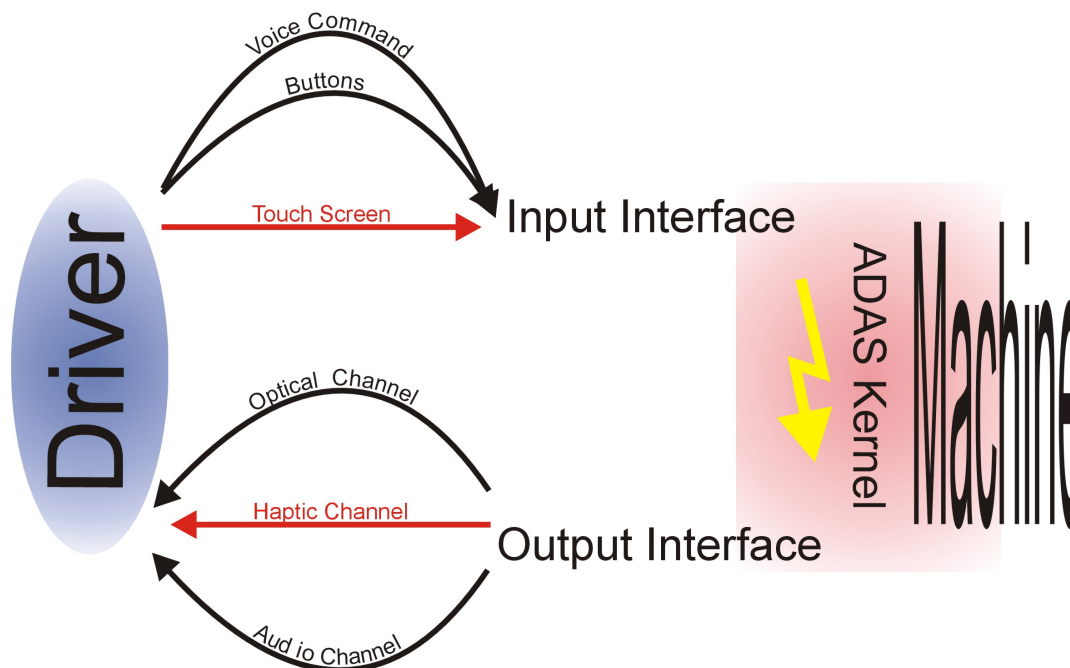 Voice Command
Buttons
Touch Screen
Input Interface
Driver
ADAS Kernel
Machine
Optical Channel
Haptic Channel
Output Interface
Aud io Channel